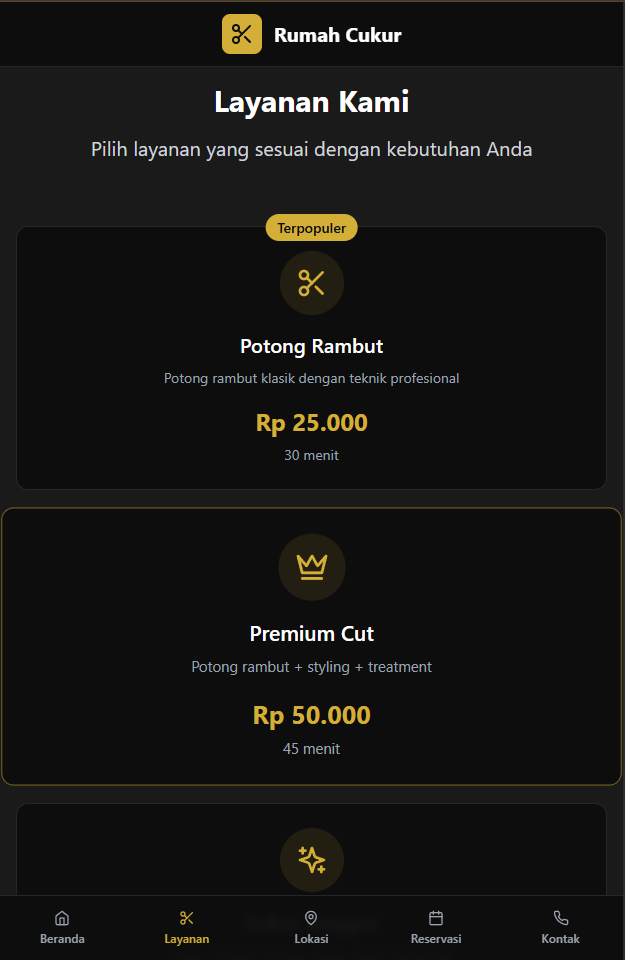 Rumah Cukur
Layanan Kami
Pilih layanan yang sesuai dengan kebutuhan Anda
Terpopuler
Potong Rambut
Potong rambut klasik dengan teknik profesional
Rp 25.000
30 menit
Premium Cut
Potong rambut + styling + treatment
Rp 50.000
45 menit
Beranda
Layanan
Lokasi
Reservasi
Kontak